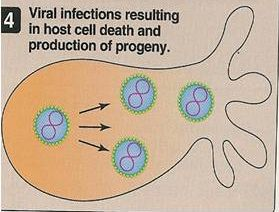 4 Viral infections resulting
in host cell death and
production of progeny.